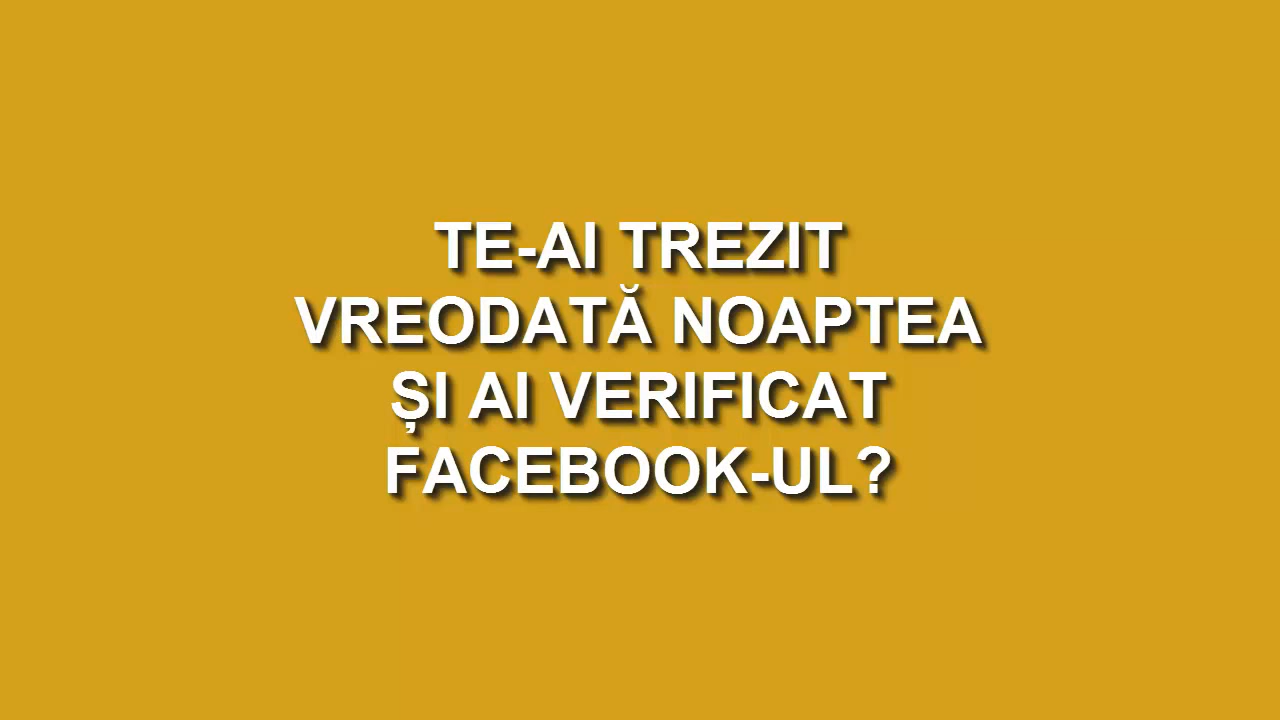 TE-AI TREZIT
VREODATĂ NOAPTEA
ȘI AI VERIFICAT
FACEBOOK-UL?